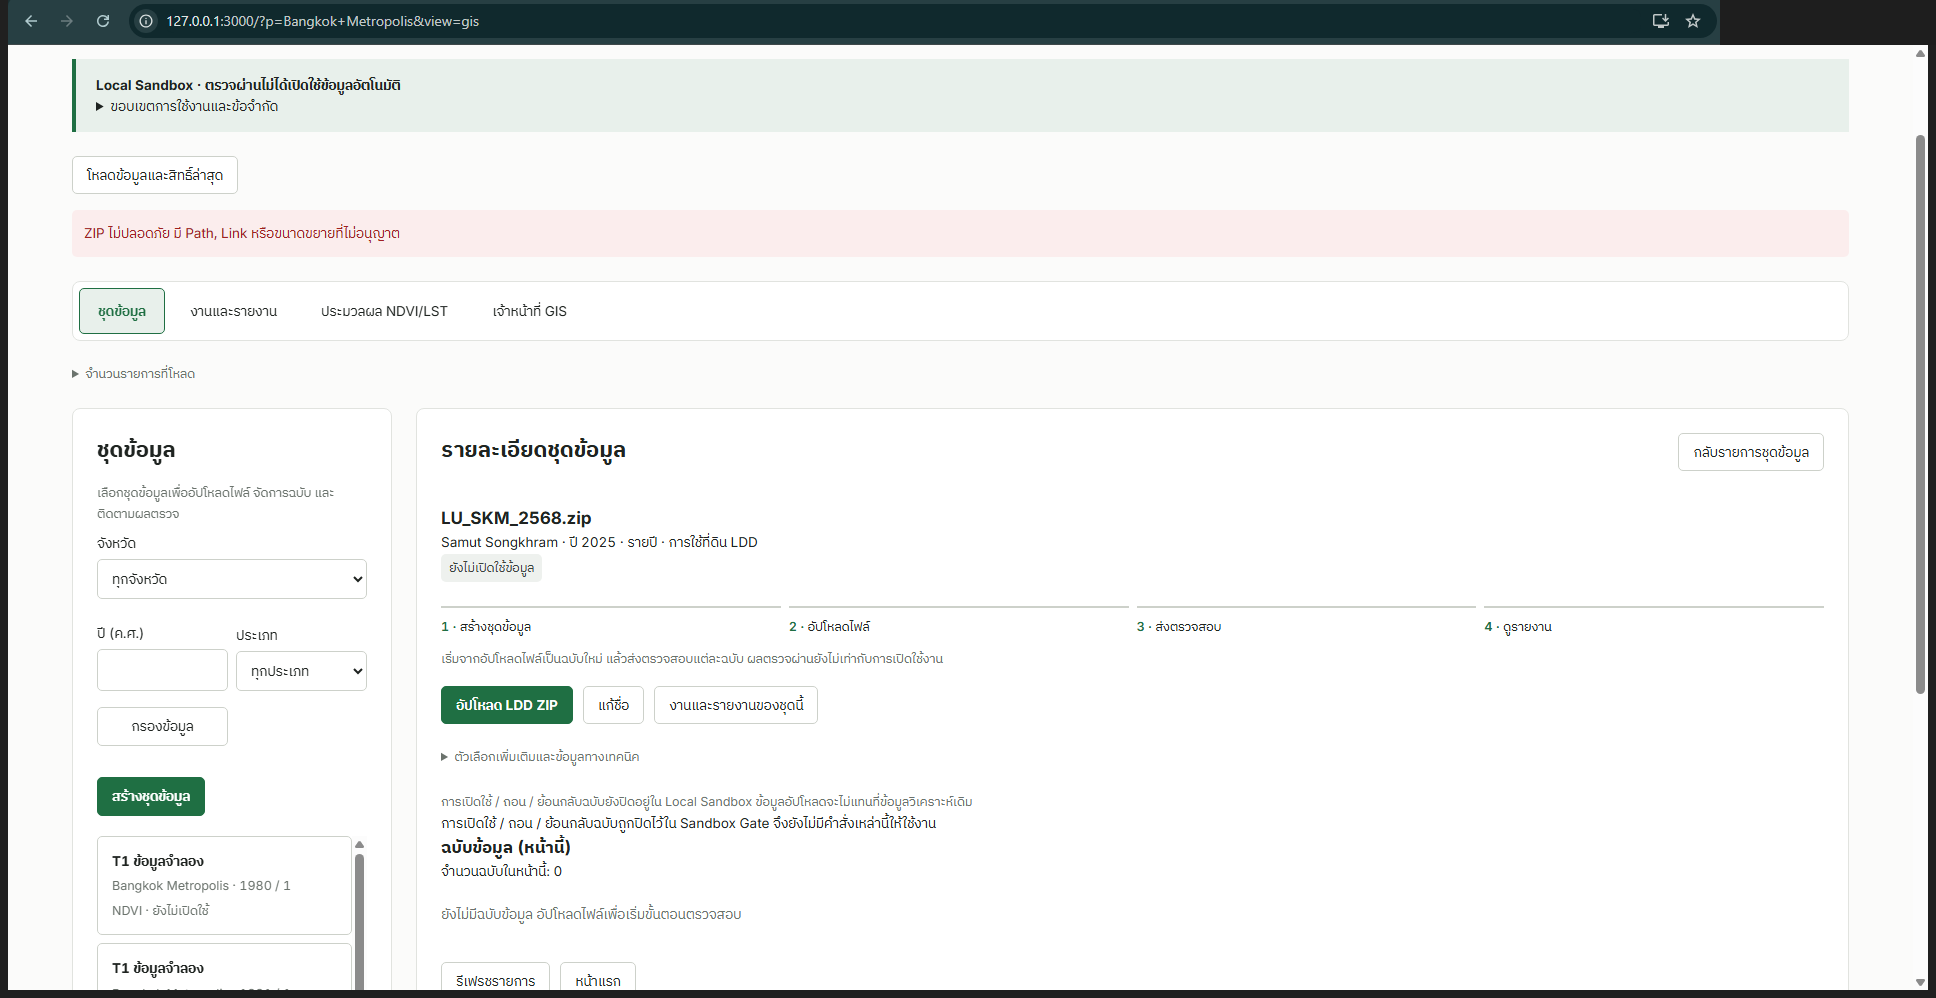 127.0.0.1:3000/?p=Bangkok+Metropolis&view=gis
Local Sandbox · ตรวจผ่านไม่ได้เปิดใช้ข้อมูลอัตโนมัติ
ขอบเขตการใช้งานและข้อจำกัด
โหลดข้อมูลและสิทธิ์ล่าสุด
ZIP ไม่ปลอดภัย มี Path, Link หรือขนาดขยายที่ไม่อนุญาต
ชุดข้อมูล
งานและรายงาน
ประมวลผล NDVI/LST
เจ้าหน้าที่ GIS
จำนวนรายการที่โหลด
ชุดข้อมูล
เลือกชุดข้อมูลเพื่ออัปโหลดไฟล์ จัดการฉบับ และ
ติดตามผลตรวจ
จังหวัด
ทุกจังหวัด
ปี (ค.ศ.)
ประเภท
ทุกประเภท
กรองข้อมูล
สร้างชุดข้อมูล
T1 ข้อมูลจำลอง
Bangkok Metropolis · 1980 / 1
NDVI · ยังไม่เปิดใช้
T1 ข้อมูลจำลอง
รายละเอียดชุดข้อมูล
กลับรายการชุดข้อมูล
LU_SKM_2568.zip
Samut Songkhram · ปี 2025 · รายปี · การใช้ที่ดิน LDD
ยังไม่เปิดใช้ข้อมูล
1 · สร้างชุดข้อมูล
2 · อัปโหลดไฟล์
3 · ส่งตรวจสอบ
4 · ดูรายงาน
เริ่มจากอัปโหลดไฟล์เป็นฉบับใหม่ แล้วส่งตรวจสอบแต่ละฉบับ ผลตรวจผ่านยังไม่เท่ากับการเปิดใช้งาน
อัปโหลด LDD ZIP
แก้ชื่อ
งานและรายงานของชุดนี้
ตัวเลือกเพิ่มเติมและข้อมูลทางเทคนิค
การเปิดใช้ / ถอน / ย้อนกลับฉบับยังปิดอยู่ใน Local Sandbox ข้อมูลอัปโหลดจะไม่แทนที่ข้อมูลวิเคราะห์เดิม
การเปิดใช้ / ถอน / ย้อนกลับฉบับถูกปิดไว้ใน Sandbox Gate จึงยังไม่มีคำสั่งเหล่านี้ให้ใช้งาน
ฉบับข้อมูล (หน้านี้)
จำนวนฉบับในหน้านี้: 0
ยังไม่มีฉบับข้อมูล อัปโหลดไฟล์เพื่อเริ่มขั้นตอนตรวจสอบ
รีเฟรชรายการ
หน้าแรก